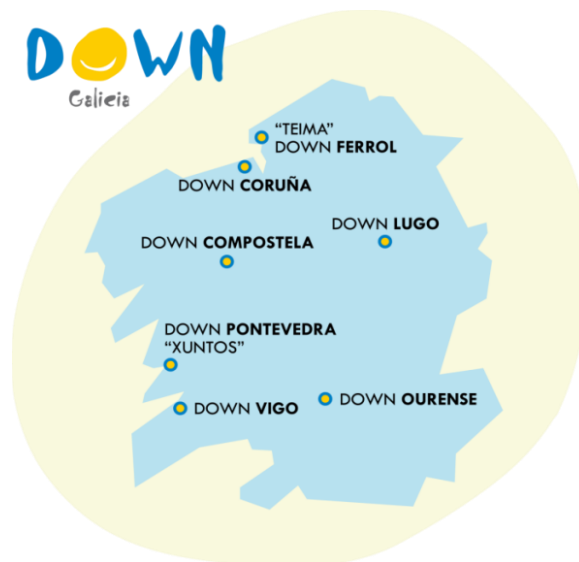 DOWN
Galicia
“TEIMA”
DOWN FERROL
DOWN CORUÑA
DOWN LUGO
DOWN COMPOSTELA
DOWN PONTEVEDRA
“XUNTOS”
DOWN VIGO
DOWN OURENSE